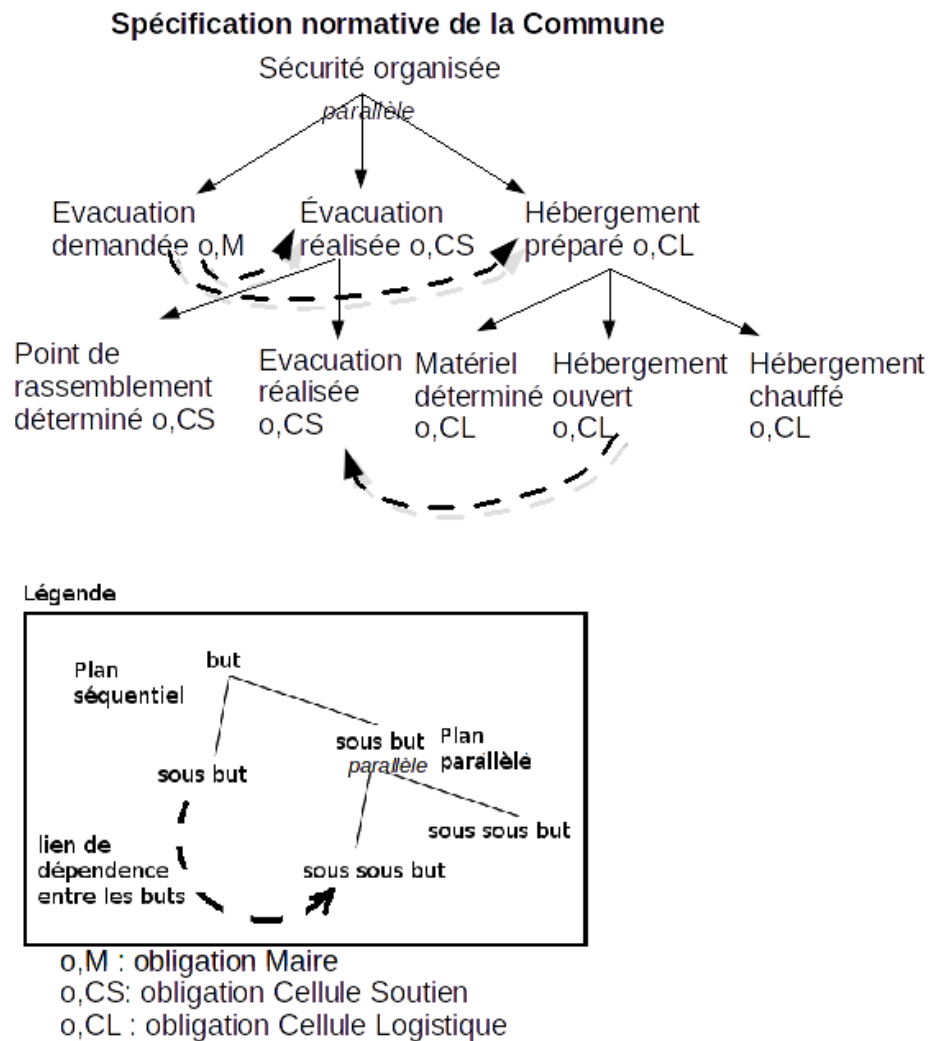 Spécification normative de la Commune
Sécurité organisée
parallèle
Evacuation
demandée o,M
Évacuation
réalisée o,CS
Hébergement
préparé o,CL
Point de
rassemblement
déterminé o,CS
Evacuation
réalisée
o,CS
Matériel
déterminé
o,CL
Hébergement
ouvert
o,CL
Hébergement
chauffé
o,CL
Légende
Plan
séquentiel
but
sous but
parallèle
Plan
parallèlé
sous but
sous sous but
lien de
dépendence
entre les buts
sous sous but
o,M : obligation Maire
o,CS: obligation Cellule Soutien
o,CL : obligation Cellule Logistique